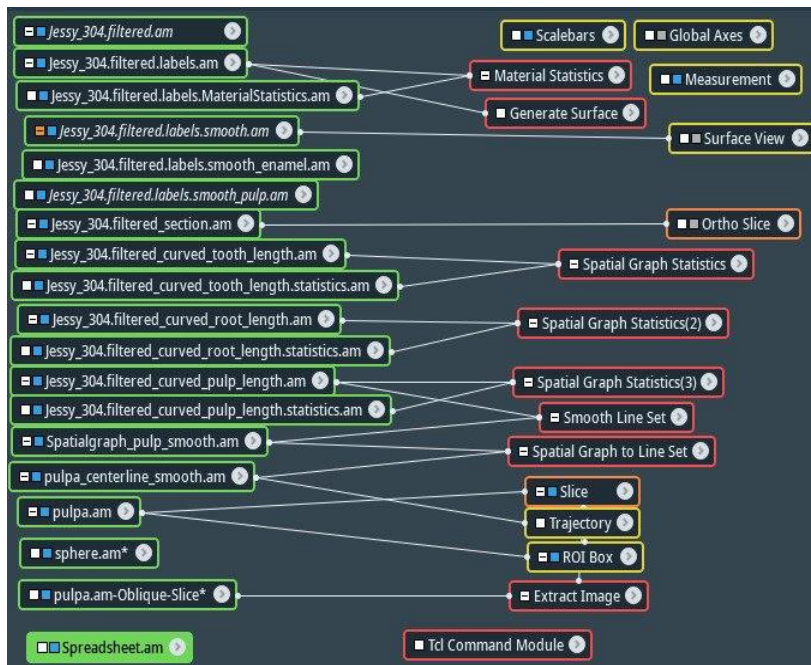 Jessy_304.filtered.am
Scalebars
Global Axes
Jessy_304.filtered.labels.am
Material Statistics
Measurement
Jessy_304.filtered.labels.MaterialStatistics.am
Generate Surface
Jessy_304.filtered.labels.smooth.am
Surface View
Jessy_304.filtered.labels.smooth_enamel.am
Jessy_304.filtered.labels.smooth_pulp.am
Jessy_304.filtered_section.am
Ortho Slice
Jessy_304.filtered_curved_tooth_length.am
Spatial Graph Statistics
Jessy_304.filtered_curved_tooth_length.statistics.am
Jessy_304.filtered_curved_root_length.am
Spatial Graph Statistics(2)
Jessy_304.filtered_curved_root_length.statistics.am
Jessy_304.filtered_curved_pulp_length.am
Spatial Graph Statistics(3)
Jessy_304.filtered_curved_pulp_length.statistics.am
Smooth Line Set
Spatialgraph_pulp_smooth.am
Spatial Graph to Line Set
pulpa_centerline_smooth.am
Slice
pulpa.am
Trajectory
sphere.am*
ROI Box
pulpa.am-Oblique-Slice*
Extract Image
Spreadsheet.am
Tcl Command Module